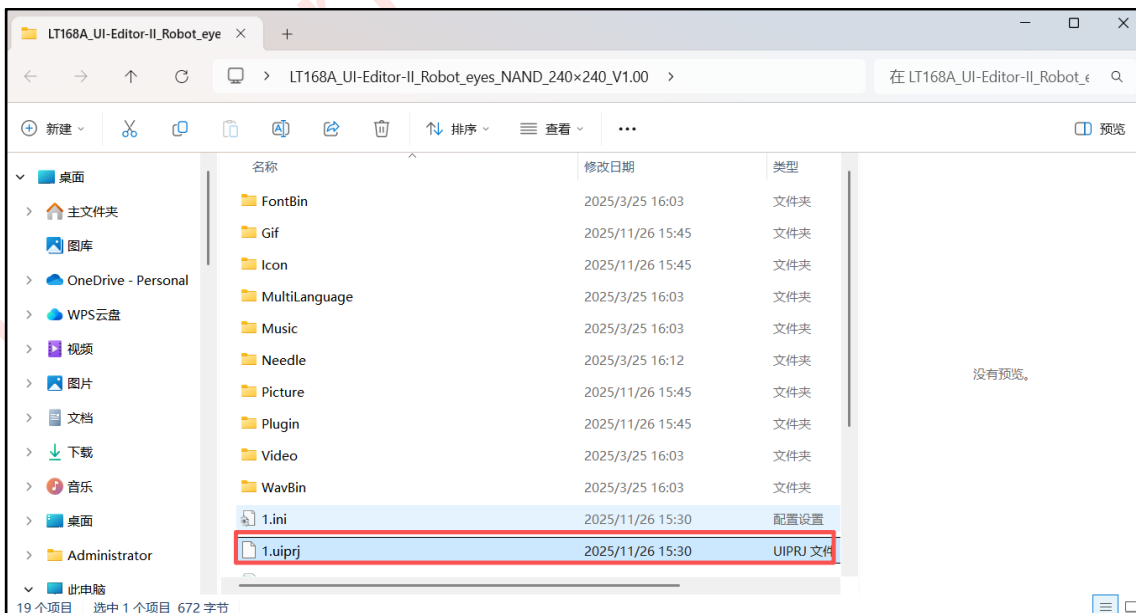 LT168A_UI-Editor-II_Robot_eye
LT168A_UI-Editor-II_Robot_eyes_NAND_240×240_V1.00
在 LT168A_UI-Editor-II_Robot_e
新建
排序
查看
预览
桌面
主文件夹
图库
OneDrive - Personal
WPS云盘
视频
图片
文档
下载
音乐
桌面
Administrator
此电脑
名称 修改日期 类型
FontBin 2025/3/25 16:03 文件夹
Gif 2025/11/26 15:45 文件夹
Icon 2025/11/26 15:45 文件夹
MultiLanguage 2025/3/25 16:03 文件夹
Music 2025/3/25 16:03 文件夹
Needle 2025/3/25 16:12 文件夹
Picture 2025/11/26 15:45 文件夹
Plugin 2025/11/26 15:45 文件夹
Video 2025/3/25 16:03 文件夹
WavBin 2025/3/25 16:03 文件夹
1.ini 2025/11/26 15:30 配置设置
1.uiprj 2025/11/26 15:30 UIPRJ 文件
没有预览。
19 个项目 选中 1 个项目 672 字节